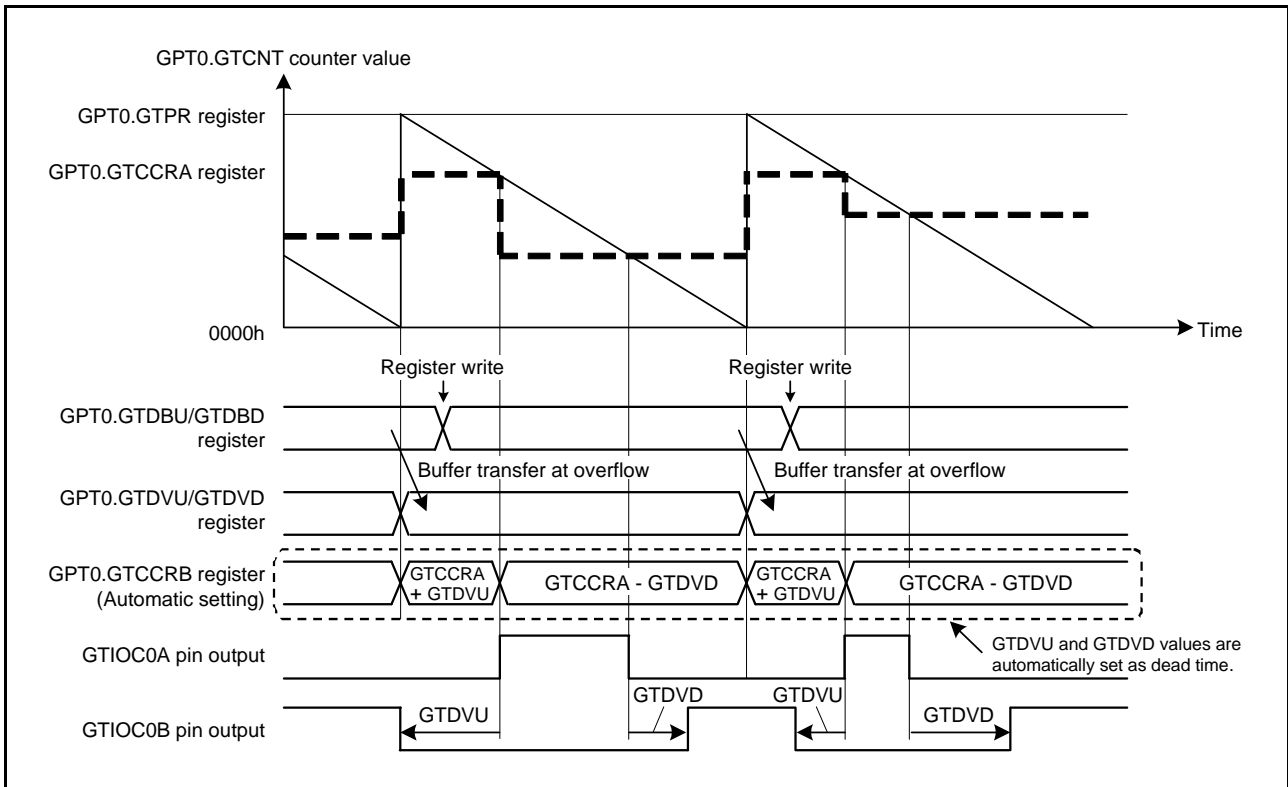 GPT0.GTCNT counter value
GPT0.GTPR register
GPT0.GTCCRA register
0000h
Time
Register write
Register write
GPT0.GTDBU/GTDBD
register
Buffer transfer at overflow
Buffer transfer at overflow
GPT0.GTDVU/GTDVD
register
GPT0.GTCCRB register
(Automatic setting)
GTCCRA
+ GTDVU
GTCCRA - GTDVD
GTCCRA
+ GTDVU
GTCCRA - GTDVD
GTDVU and GTDVD values are
automatically set as dead time.
GTIOC0A pin output
GTIOC0B pin output
GTDVU
GTDVD
GTDVU
GTDVD